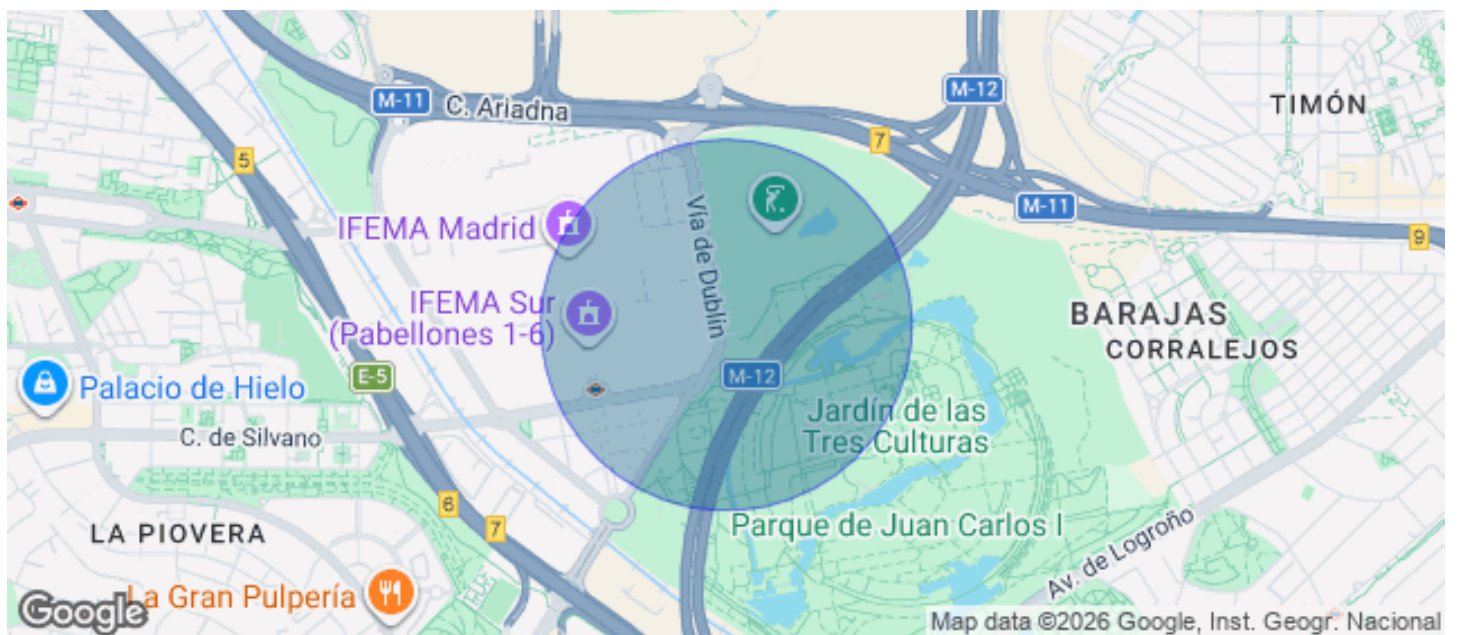 M-11
C. Ariadna
M-12
TIMÓN
5
7
IFEMA Madrid
M-11
9
Vía de Dublín
IFEMA Sur
(Pabellones 1-6)
BARAJAS
CORRALEJOS
E-5
M-12
Palacio de Hielo
C. de Silvano
Jardín de las
Tres Culturas
6
7
LA PIOVERA
Parque de Juan Carlos I
Av. de Logroño
La Gran Pulpería
Google
Map data ©2026 Google, Inst. Geogr. Nacional